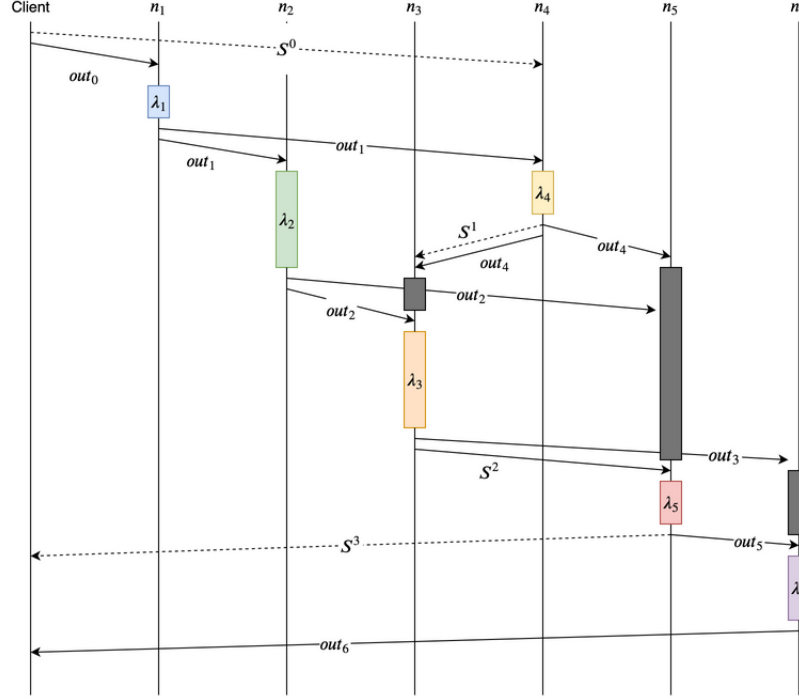 Client n₁ n₂ n₃ n₄ n₅ n
S⁰
out₀
λ₁
out₁
out₁
λ₄
λ₂
S¹
out₄
out₄
out₂
out₂
λ₃
out₃
S²
λ₅
S³
out₅
λ
out₆